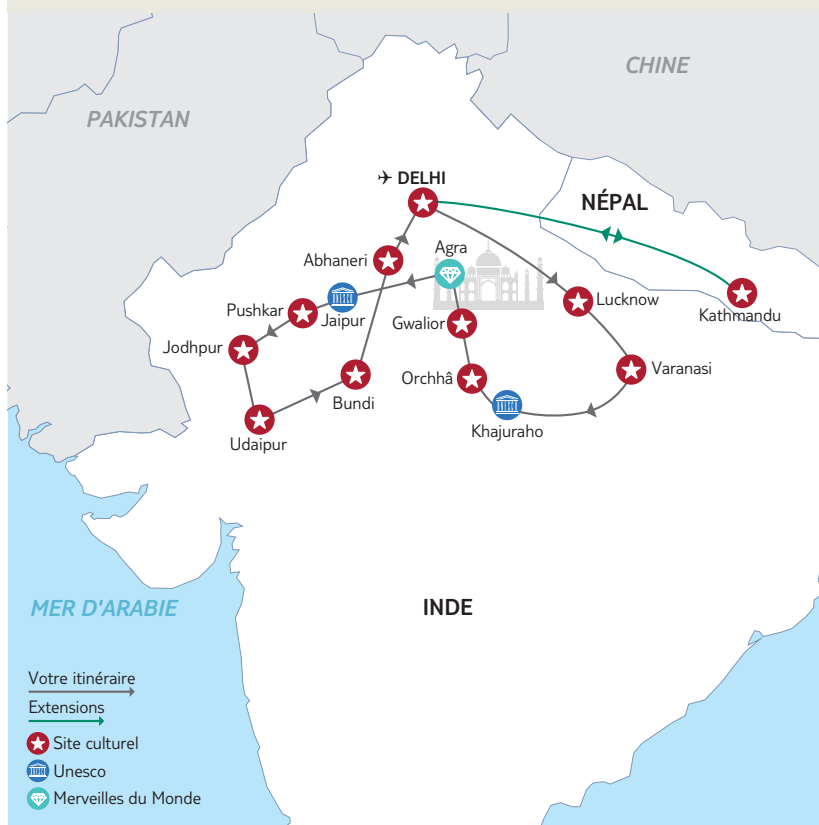 CHINE
PAKISTAN
DELHI
NÉPAL
Agra
Abhaneri
Lucknow
Kathmandu
Pushkar
Jaipur
Gwalior
Jodhpur
Varanasi
Orchhâ
Bundi
Khajuraho
Udaipur
MER D'ARABIE
INDE
Votre itinéraire
Extensions
Site culturel
Unesco
Merveilles du Monde